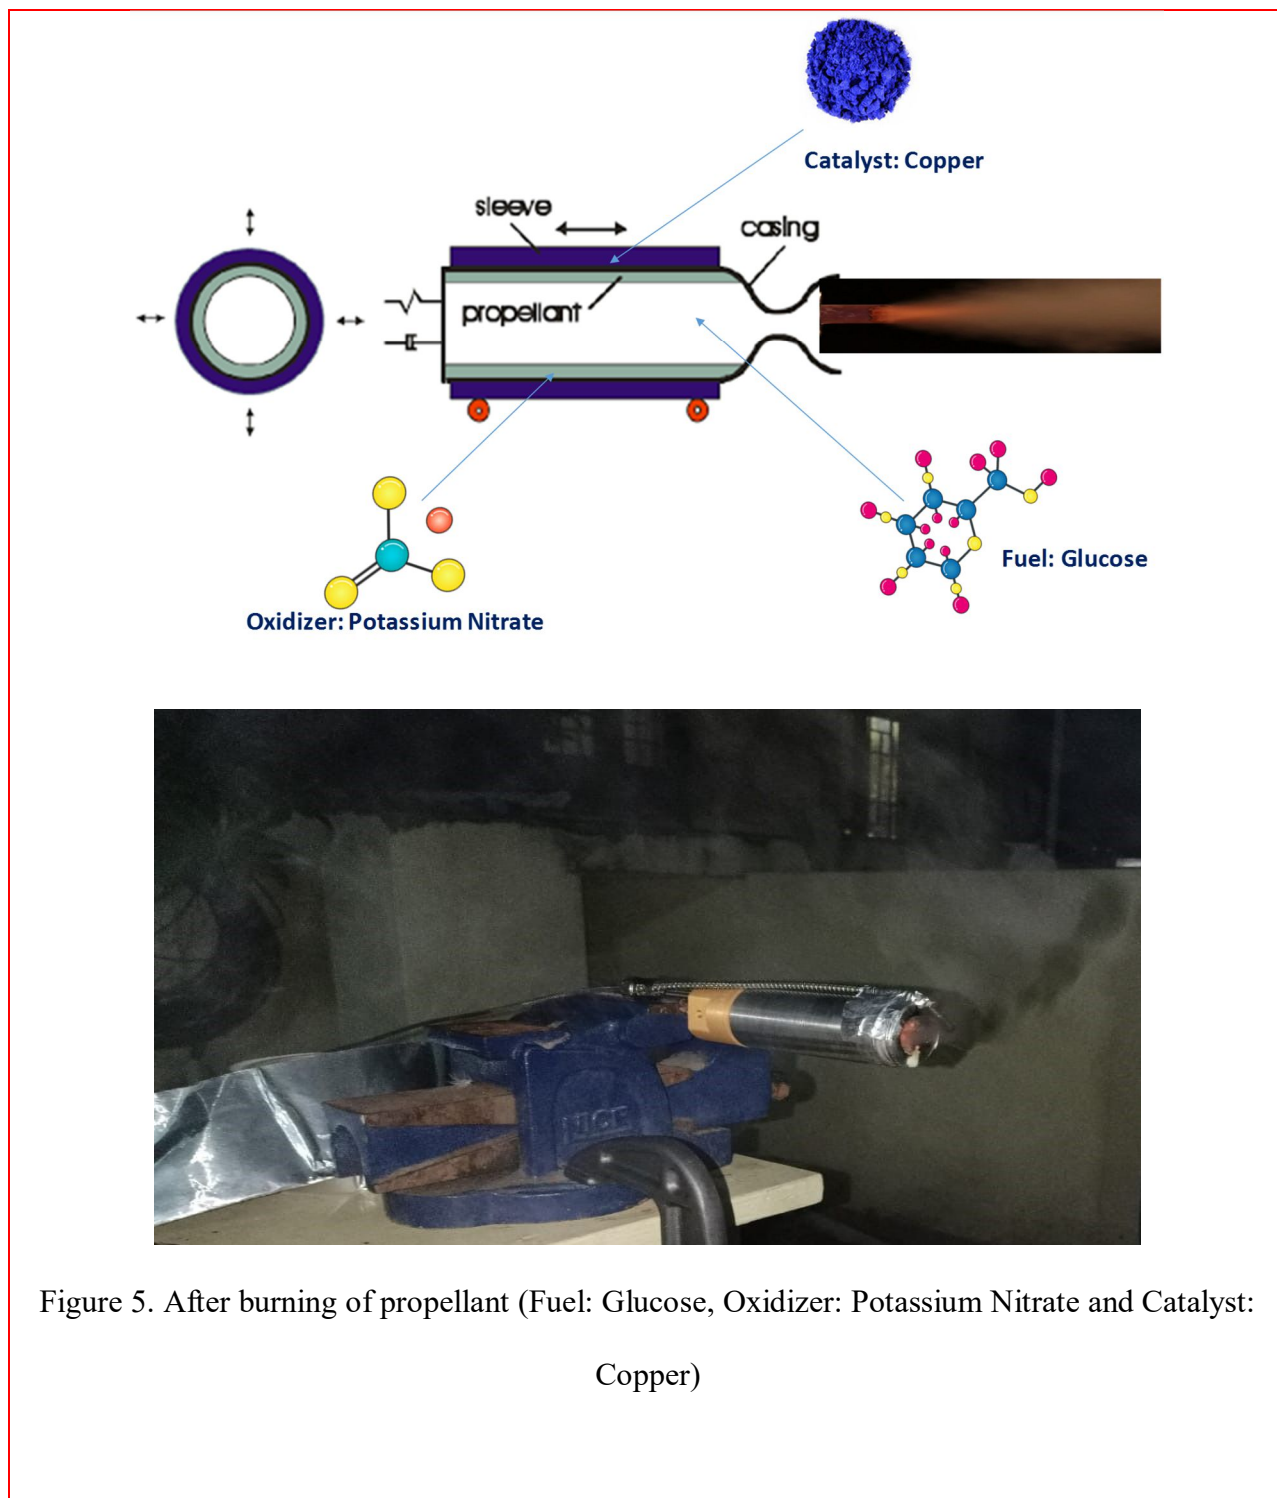 Catalyst: Copper
sleeve
casing
propellant
Fuel: Glucose
Oxidizer: Potassium Nitrate
Figure 5. After burning of propellant (Fuel: Glucose, Oxidizer: Potassium Nitrate and Catalyst:
Copper)